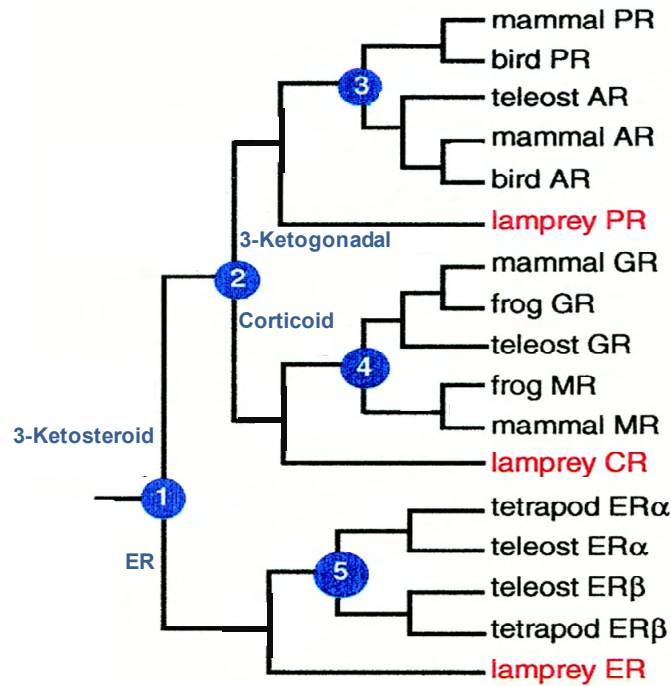 mammal PR
bird PR
3
teleost AR
mammal AR
bird AR
lamprey PR
3-Ketogonadal
mammal GR
2
frog GR
Corticoid
teleost GR
4
frog MR
mammal MR
3-Ketosteroid
lamprey CR
1
tetrapod ERα
teleost ERα
ER
5
teleost ERβ
tetrapod ERβ
lamprey ER